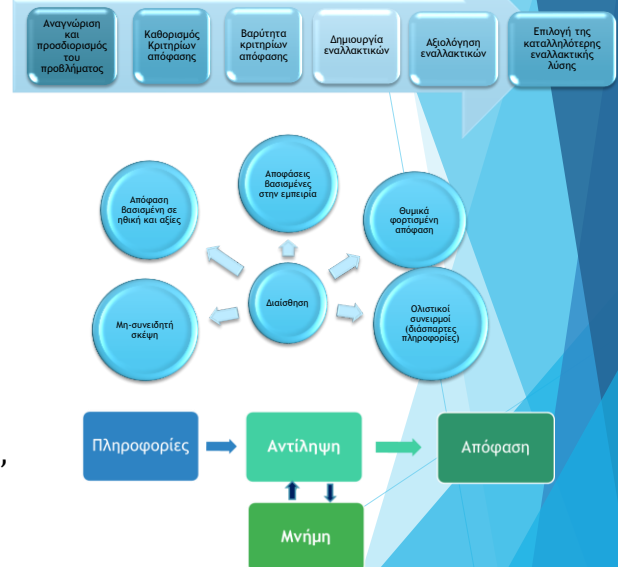 Αναγνώριση
και
προσδιορισμός
του
προβλήματος
Καθορισμός
Κριτηρίων
απόφασης
Βαρύτητα
κριτηρίων
απόφασης
Δημιουργία
εναλλακτικών
Αξιολόγηση
εναλλακτικών
Επιλογή της
καταλληλότερης
εναλλακτικής
λύσης
Αποφάσεις
βασισμένες
στην εμπειρία
Απόφαση
βασισμένη σε
ηθική και αξίες
Θυμικά
φορτισμένη
απόφαση
Διαίσθηση
Μη-συνειδητή
σκέψη
Ολιστικοί
συνειρμοί
(διάσπαρτες
πληροφορίες)
,
Πληροφορίες
Αντίληψη
Απόφαση
Μνήμη